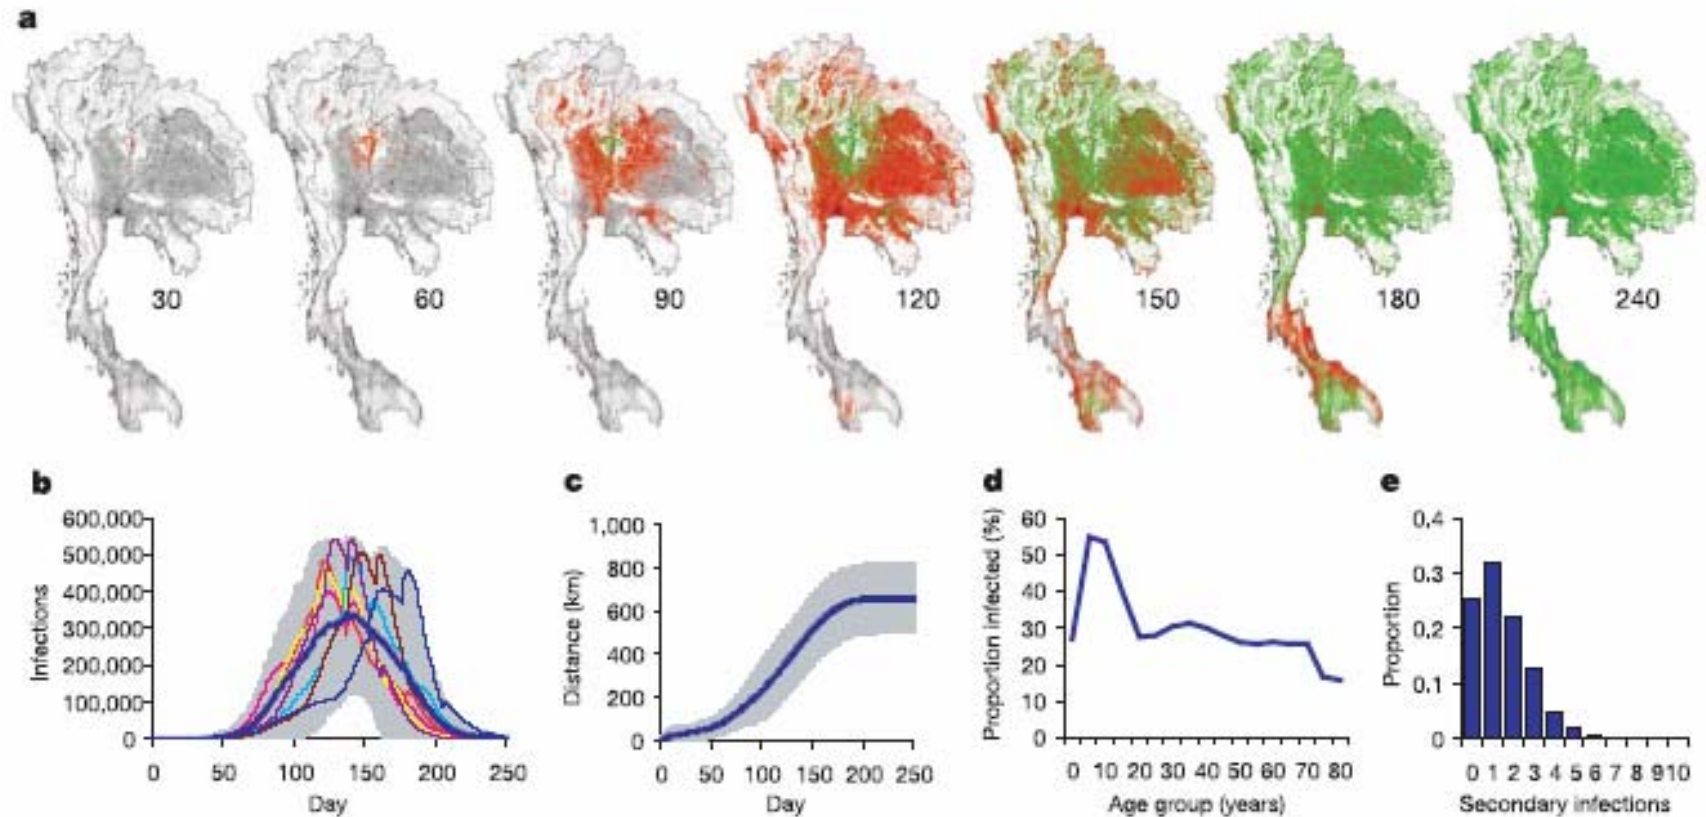 a
30 60 90 120 150 180 240
b
Infections
600,000
500,000
400,000
300,000
200,000
100,000
0
0 50 100 150 200 250
Day
c
Distance (km)
1,000
800
600
400
200
0
0 50 100 150 200 250
Day
d
Proportion infected (%)
60
50
40
30
20
10
0
0 10 20 30 40 50 60 70 80
Age group (years)
e
Proportion
0,4
0,3
0,2
0,1
0
0 1 2 3 4 5 6 7 8 9 10
Secondary infections